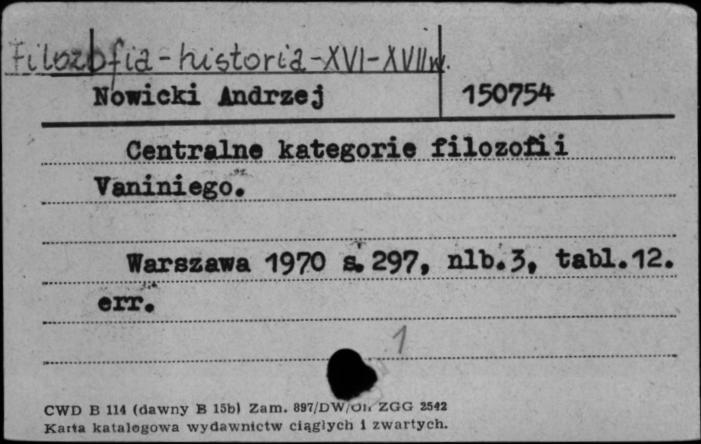 Filozofia-historia-XVI-XVIIw.
Nowicki Andrzej 150754
Centralne kategorie filozofii
Vaniniego.
Warszawa 1970 s.297, nlb.3, tabl.12.
err.
1
CWD B 114 (dawny B 15b) Zam. 897/DW/ ZGG 2542
Karta katalogowa wydawnictw ciągłych i zwartych.